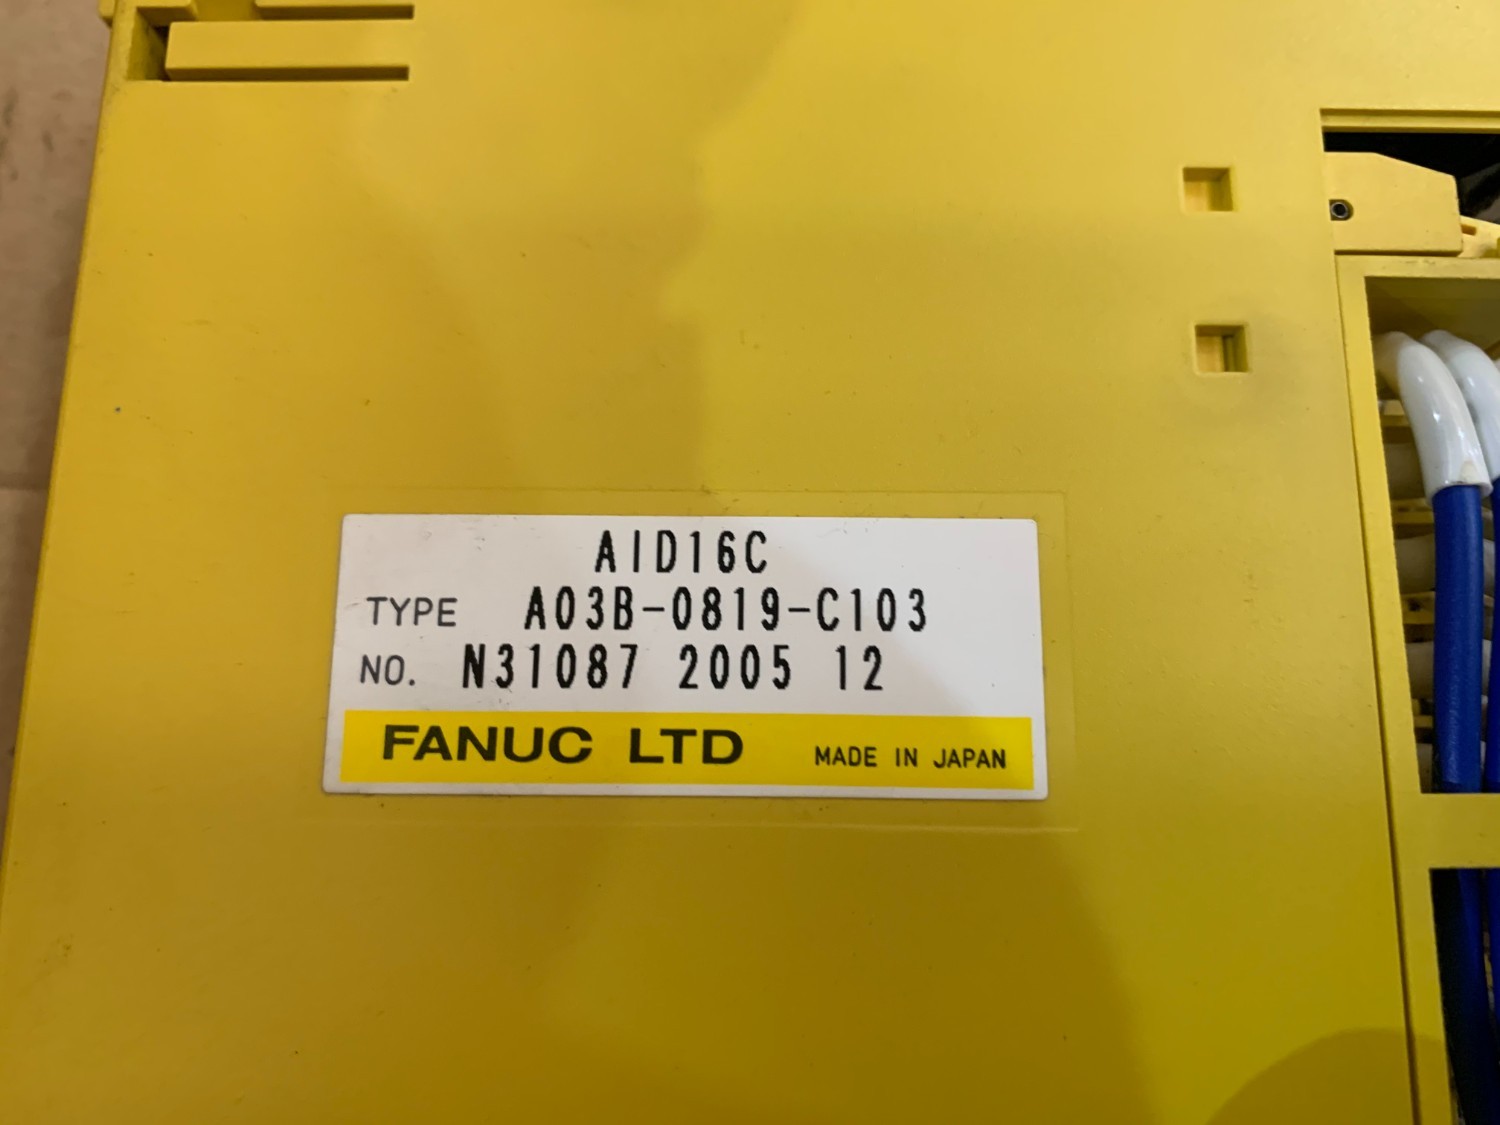 AID16C
TYPE A03B-0819-C103
NO. N31087 2005 12
FANUC LTD MADE IN JAPAN